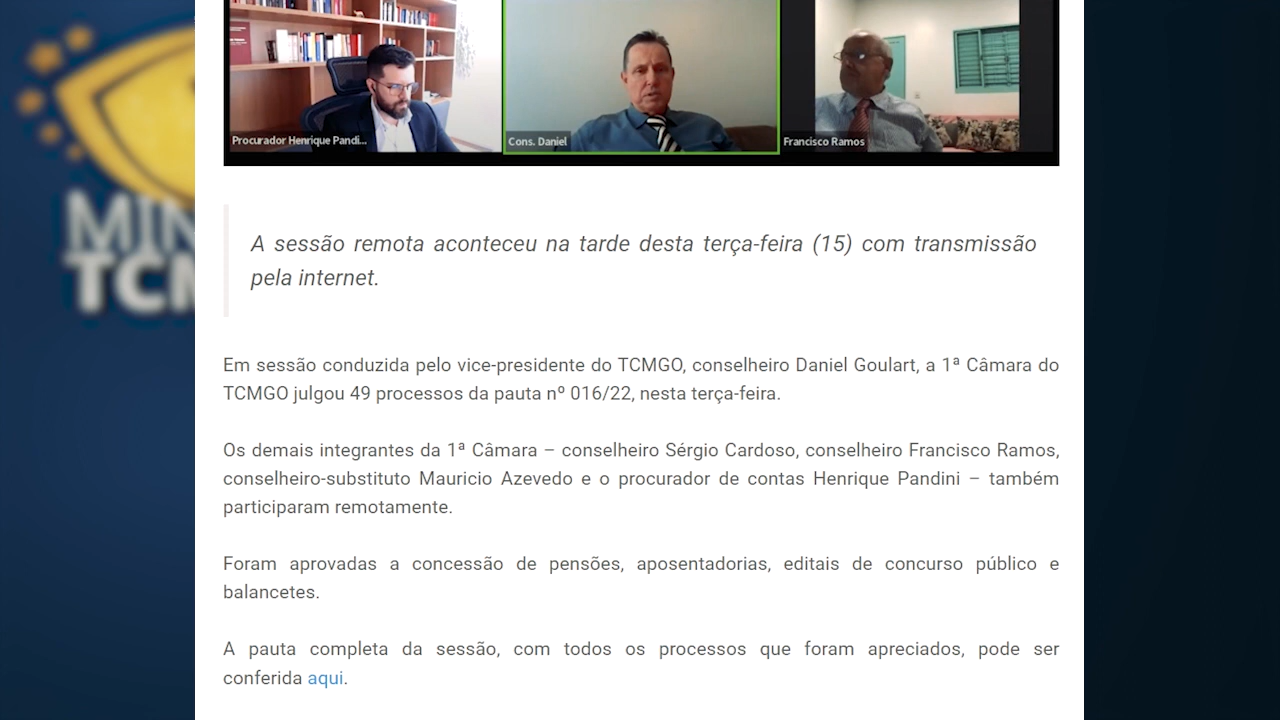 MIN
TCM
Procurador Henrique Pandi...
Cons. Daniel
Francisco Ramos
A sessão remota aconteceu na tarde desta terça-feira (15) com transmissão
pela internet.
Em sessão conduzida pelo vice-presidente do TCMGO, conselheiro Daniel Goulart, a 1ª Câmara do
TCMGO julgou 49 processos da pauta nº 016/22, nesta terça-feira.
Os demais integrantes da 1ª Câmara – conselheiro Sérgio Cardoso, conselheiro Francisco Ramos,
conselheiro-substituto Mauricio Azevedo e o procurador de contas Henrique Pandini – também
participaram remotamente.
Foram aprovadas a concessão de pensões, aposentadorias, editais de concurso público e
balancetes.
A pauta completa da sessão, com todos os processos que foram apreciados, pode ser
conferida aqui.